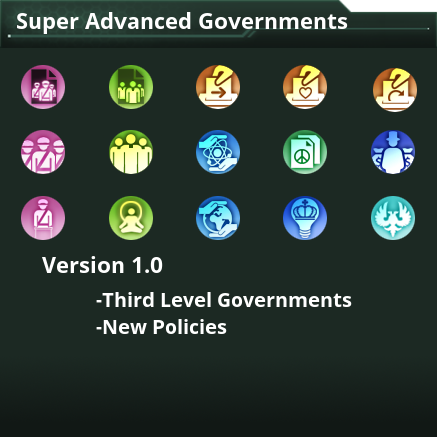 Super Advanced Governments
Version 1.0
-Third Level Governments
-New Policies